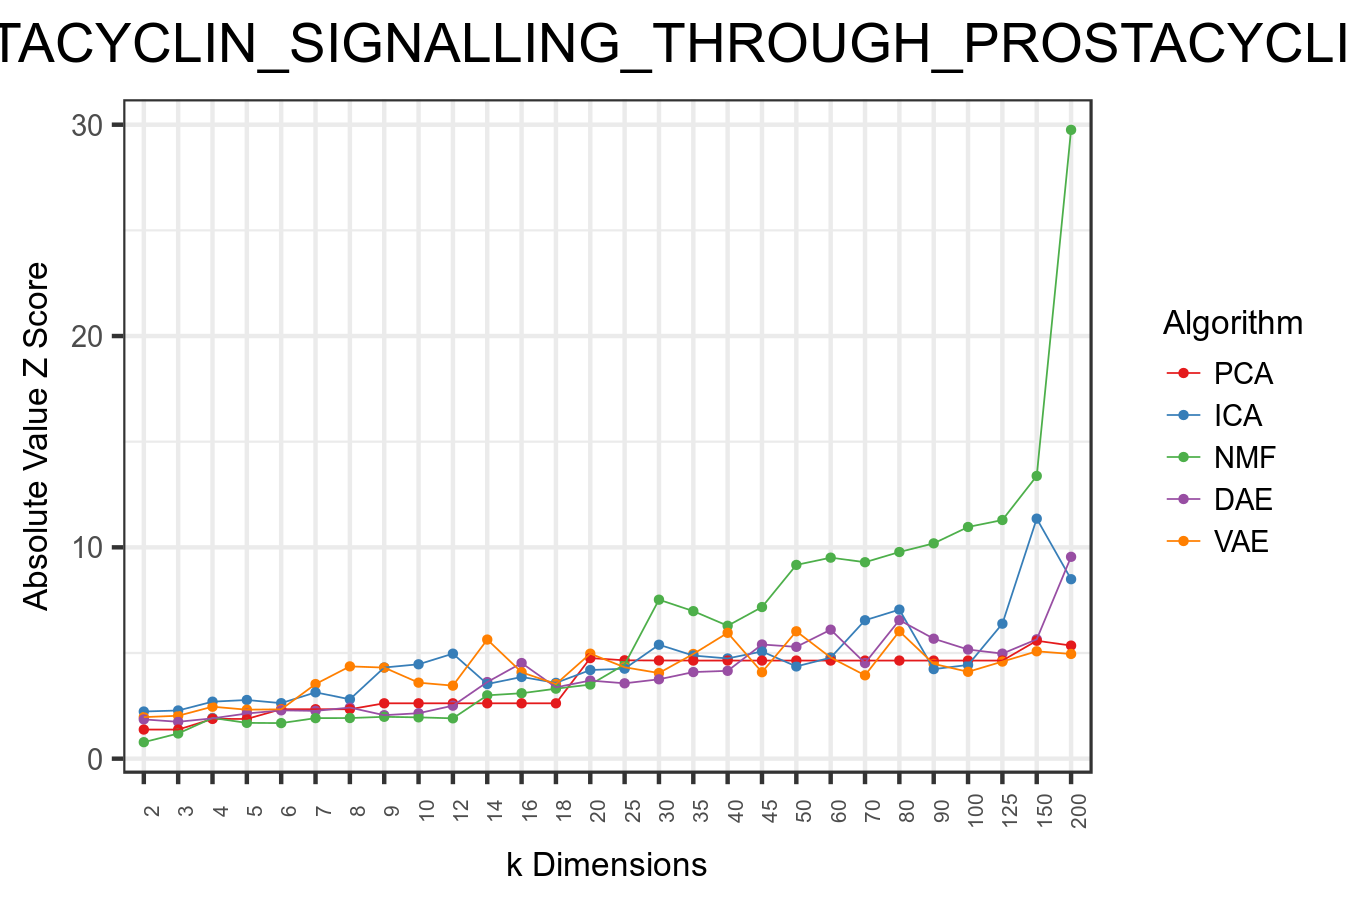 TACYCLIN_SIGNALLING_THROUGH_PROSTACYCLI
30
20
10
0
Absolute Value Z Score
2 3 4 5 6 7 8 9 10 12 14 16 18 20 25 30 35 40 45 50 60 70 80 90 100 125 150 200
k Dimensions
Algorithm
PCA
ICA
NMF
DAE
VAE